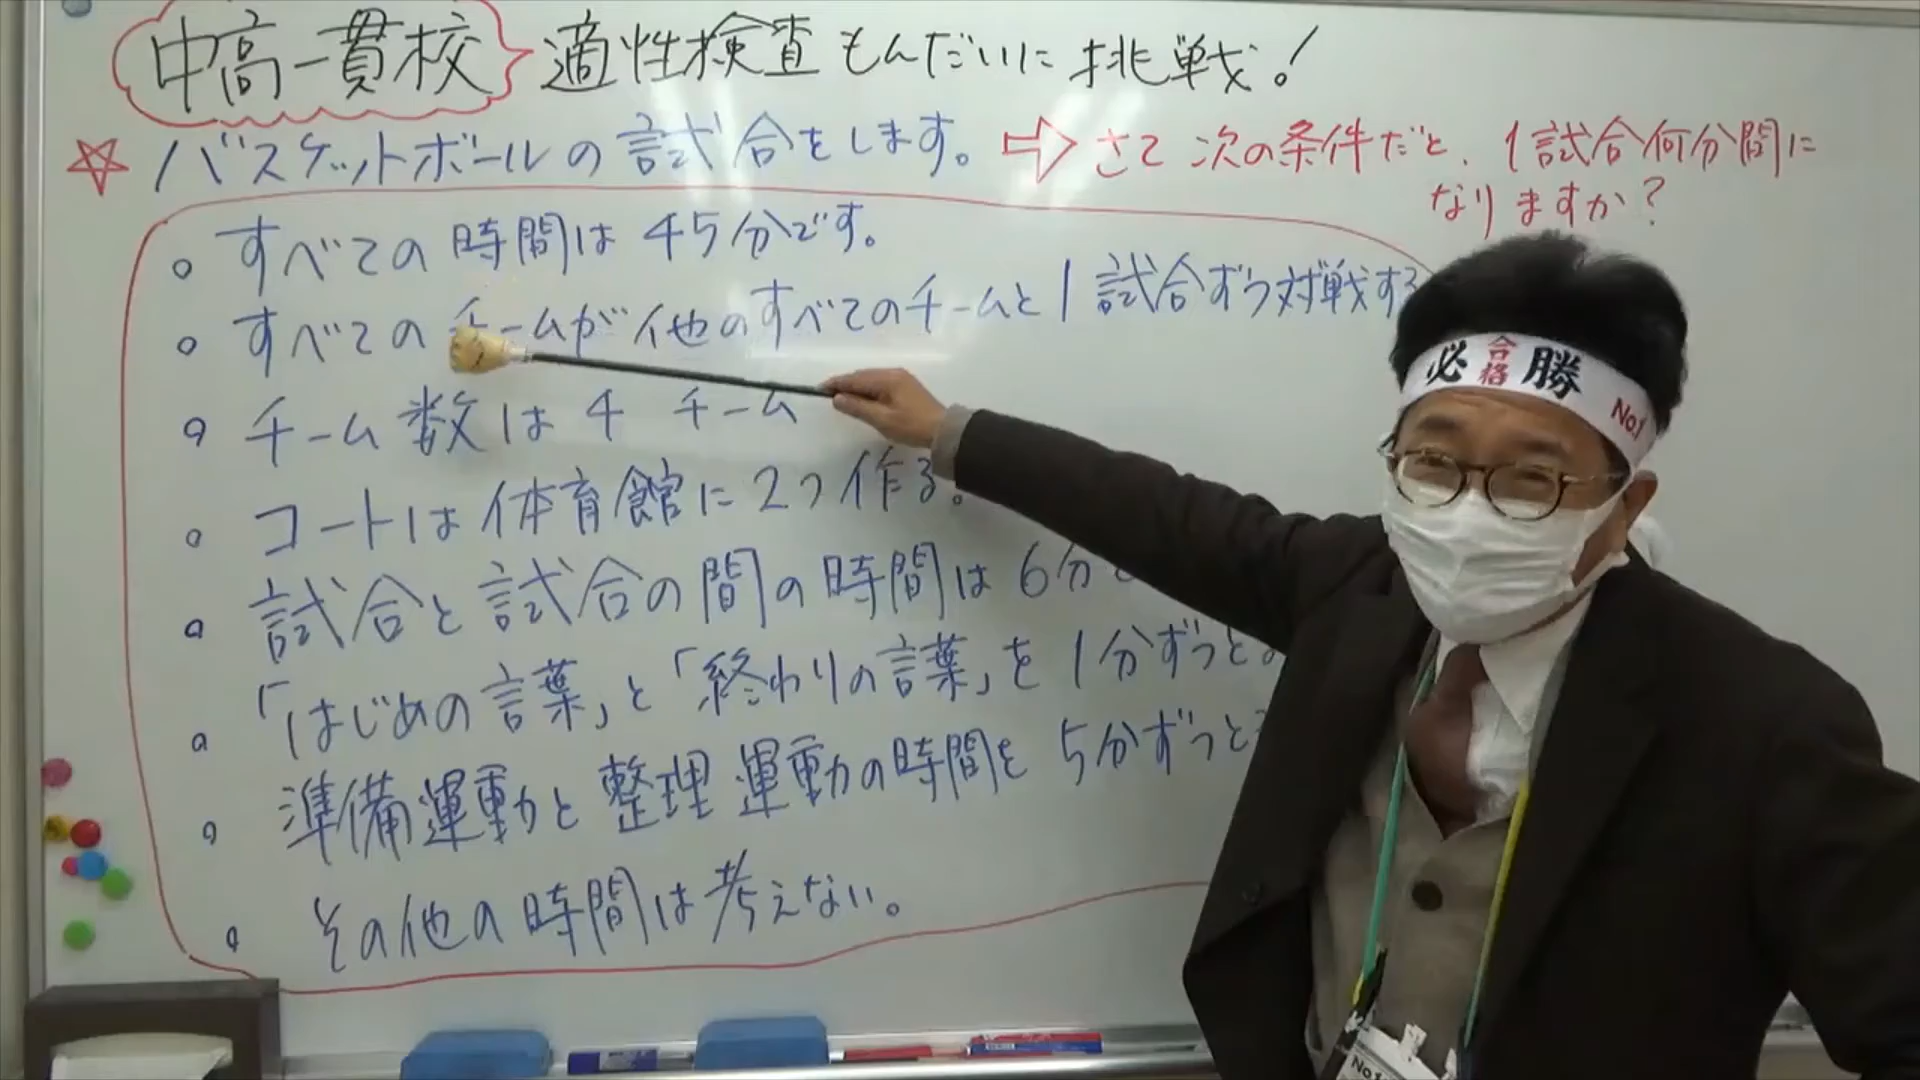 中高一貫校 適性検査もんだいに挑戦!
☆ バスケットボールの試合をします。⇨ さて次の条件だと、1試合何分間に
なりますか?
。すべての時間は45分です。
。すべてのチームが他のすべてのチームと1試合ずつ対戦する
。チーム数は4 チーム
。コートは体育館に2つ作る。
。試合と試合の間の時間は6分と
。「はじめの言葉」と「終わりの言葉」を1分ずつと
。準備運動と整理運動の時間を5分ずつと
。その他の時間は考えない。
必合格勝
No.1
No.1